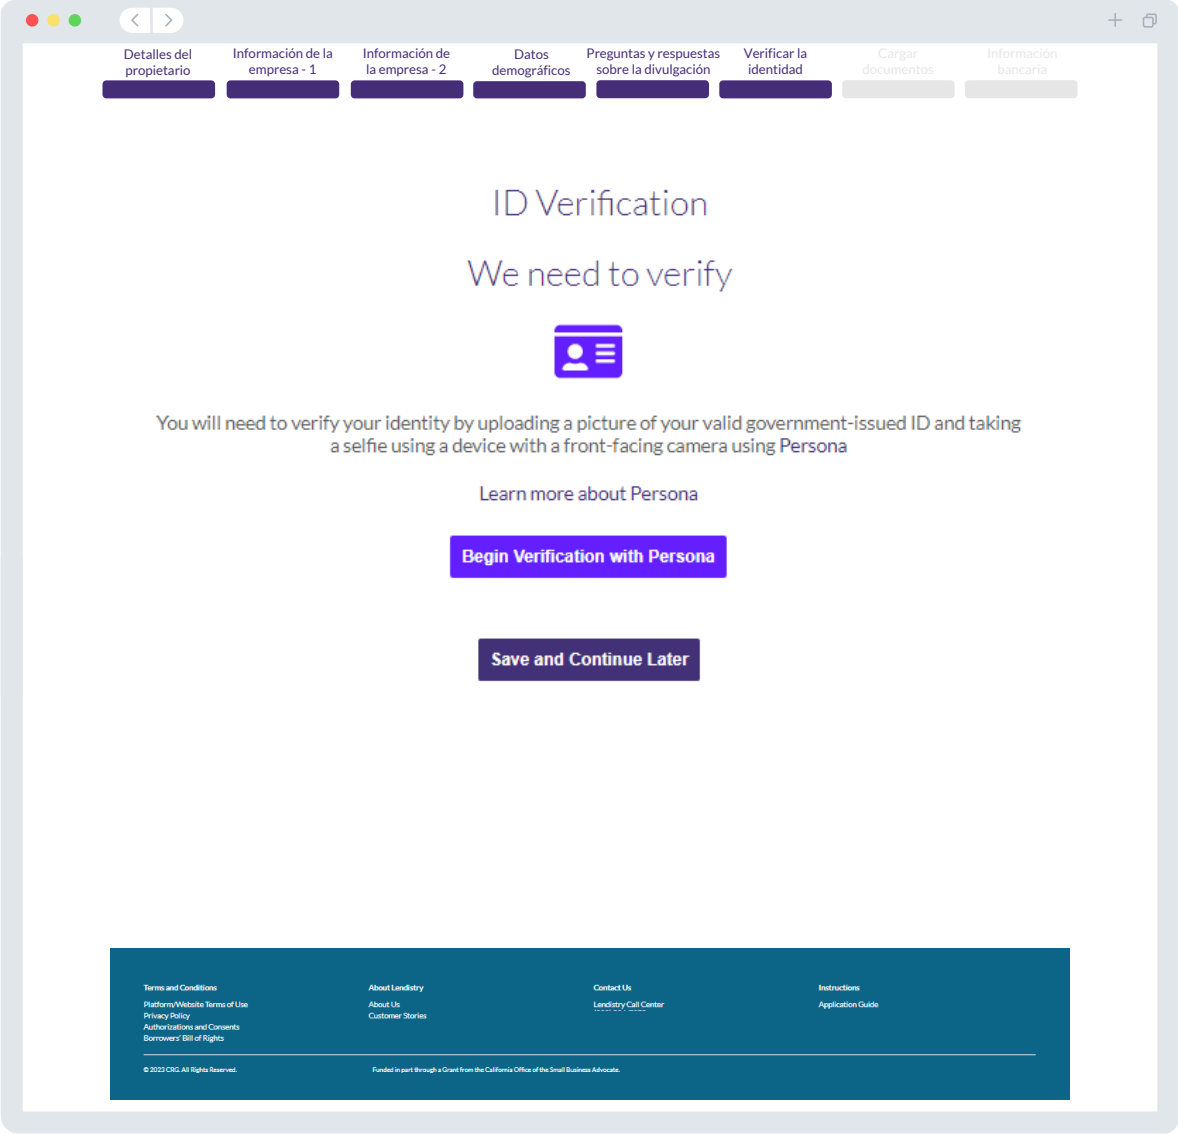 Detalles del propietario
Información de la empresa - 1
Información de la empresa - 2
Datos demográficos
Preguntas y respuestas sobre la divulgación
Verificar la identidad
Cargar documentos
Información bancaria
ID Verification
We need to verify
You will need to verify your identity by uploading a picture of your valid government-issued ID and taking
a selfie using a device with a front-facing camera using Persona
Learn more about Persona
Begin Verification with Persona
Save and Continue Later
Terms and Conditions
Platform/Website Terms of Use
Privacy Policy
Authorizations and Consents
Borrowers' Bill of Rights
About Lendistry
About Us
Customer Stories
Contact Us
Lendistry Call Center
Instructions
Application Guide
© 2023 CRG. All Rights Reserved.
Funded in part through a Grant from the California Office of the Small Business Advocate.